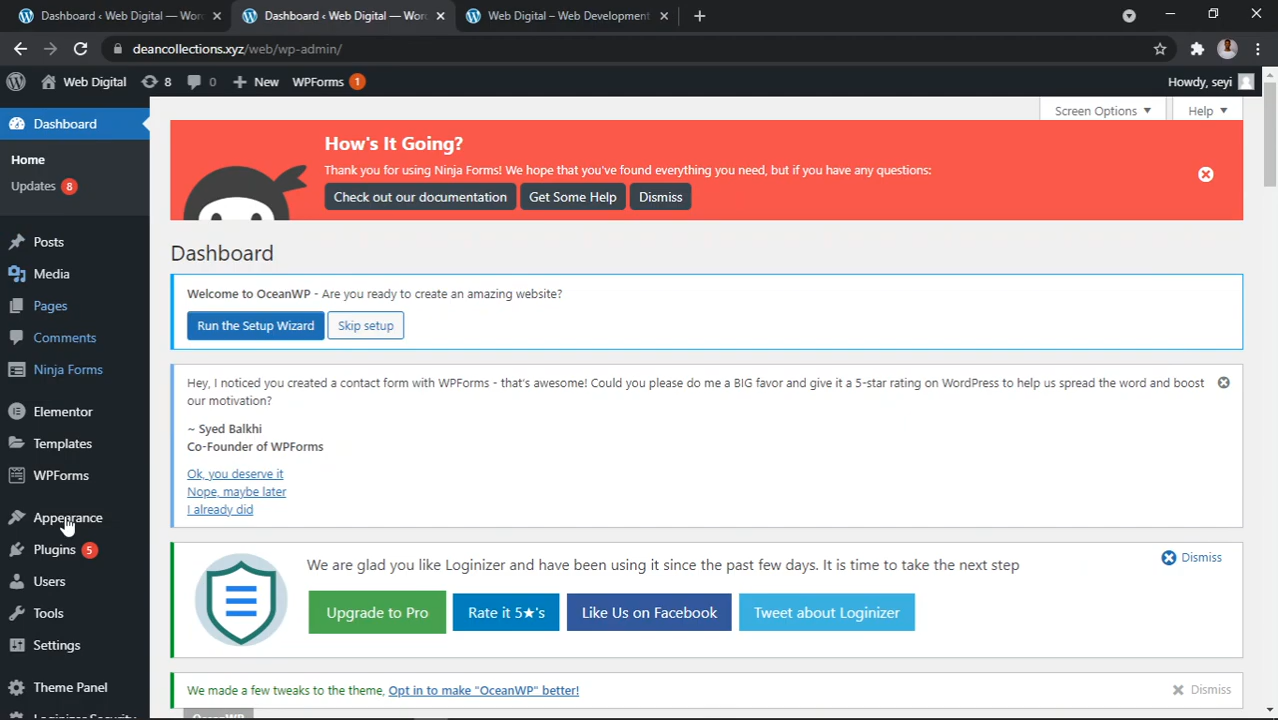 Dashboard ‹ Web Digital — Wor
Dashboard ‹ Web Digital — Wor
Web Digital – Web Development
deancollections.xyz/web/wp-admin/
Web Digital
8
0
New
WPForms 1
Howdy, seyi
Dashboard
Home
Updates 8
Posts
Media
Pages
Comments
Ninja Forms
Elementor
Templates
WPForms
Appearance
Plugins 5
Users
Tools
Settings
Theme Panel
Loginizer Security
Screen Options
Help
How's It Going?
Thank you for using Ninja Forms! We hope that you've found everything you need, but if you have any questions:
Check out our documentation
Get Some Help
Dismiss
Dashboard
Welcome to OceanWP - Are you ready to create an amazing website?
Run the Setup Wizard
Skip setup
Hey, I noticed you created a contact form with WPForms - that's awesome! Could you please do me a BIG favor and give it a 5-star rating on WordPress to help us spread the word and boost
our motivation?
~ Syed Balkhi
Co-Founder of WPForms
Ok, you deserve it
Nope, maybe later
I already did
We are glad you like Loginizer and have been using it since the past few days. It is time to take the next step
Dismiss
Upgrade to Pro
Rate it 5★'s
Like Us on Facebook
Tweet about Loginizer
We made a few tweaks to the theme, Opt in to make "OceanWP" better!
Dismiss
OceanWP